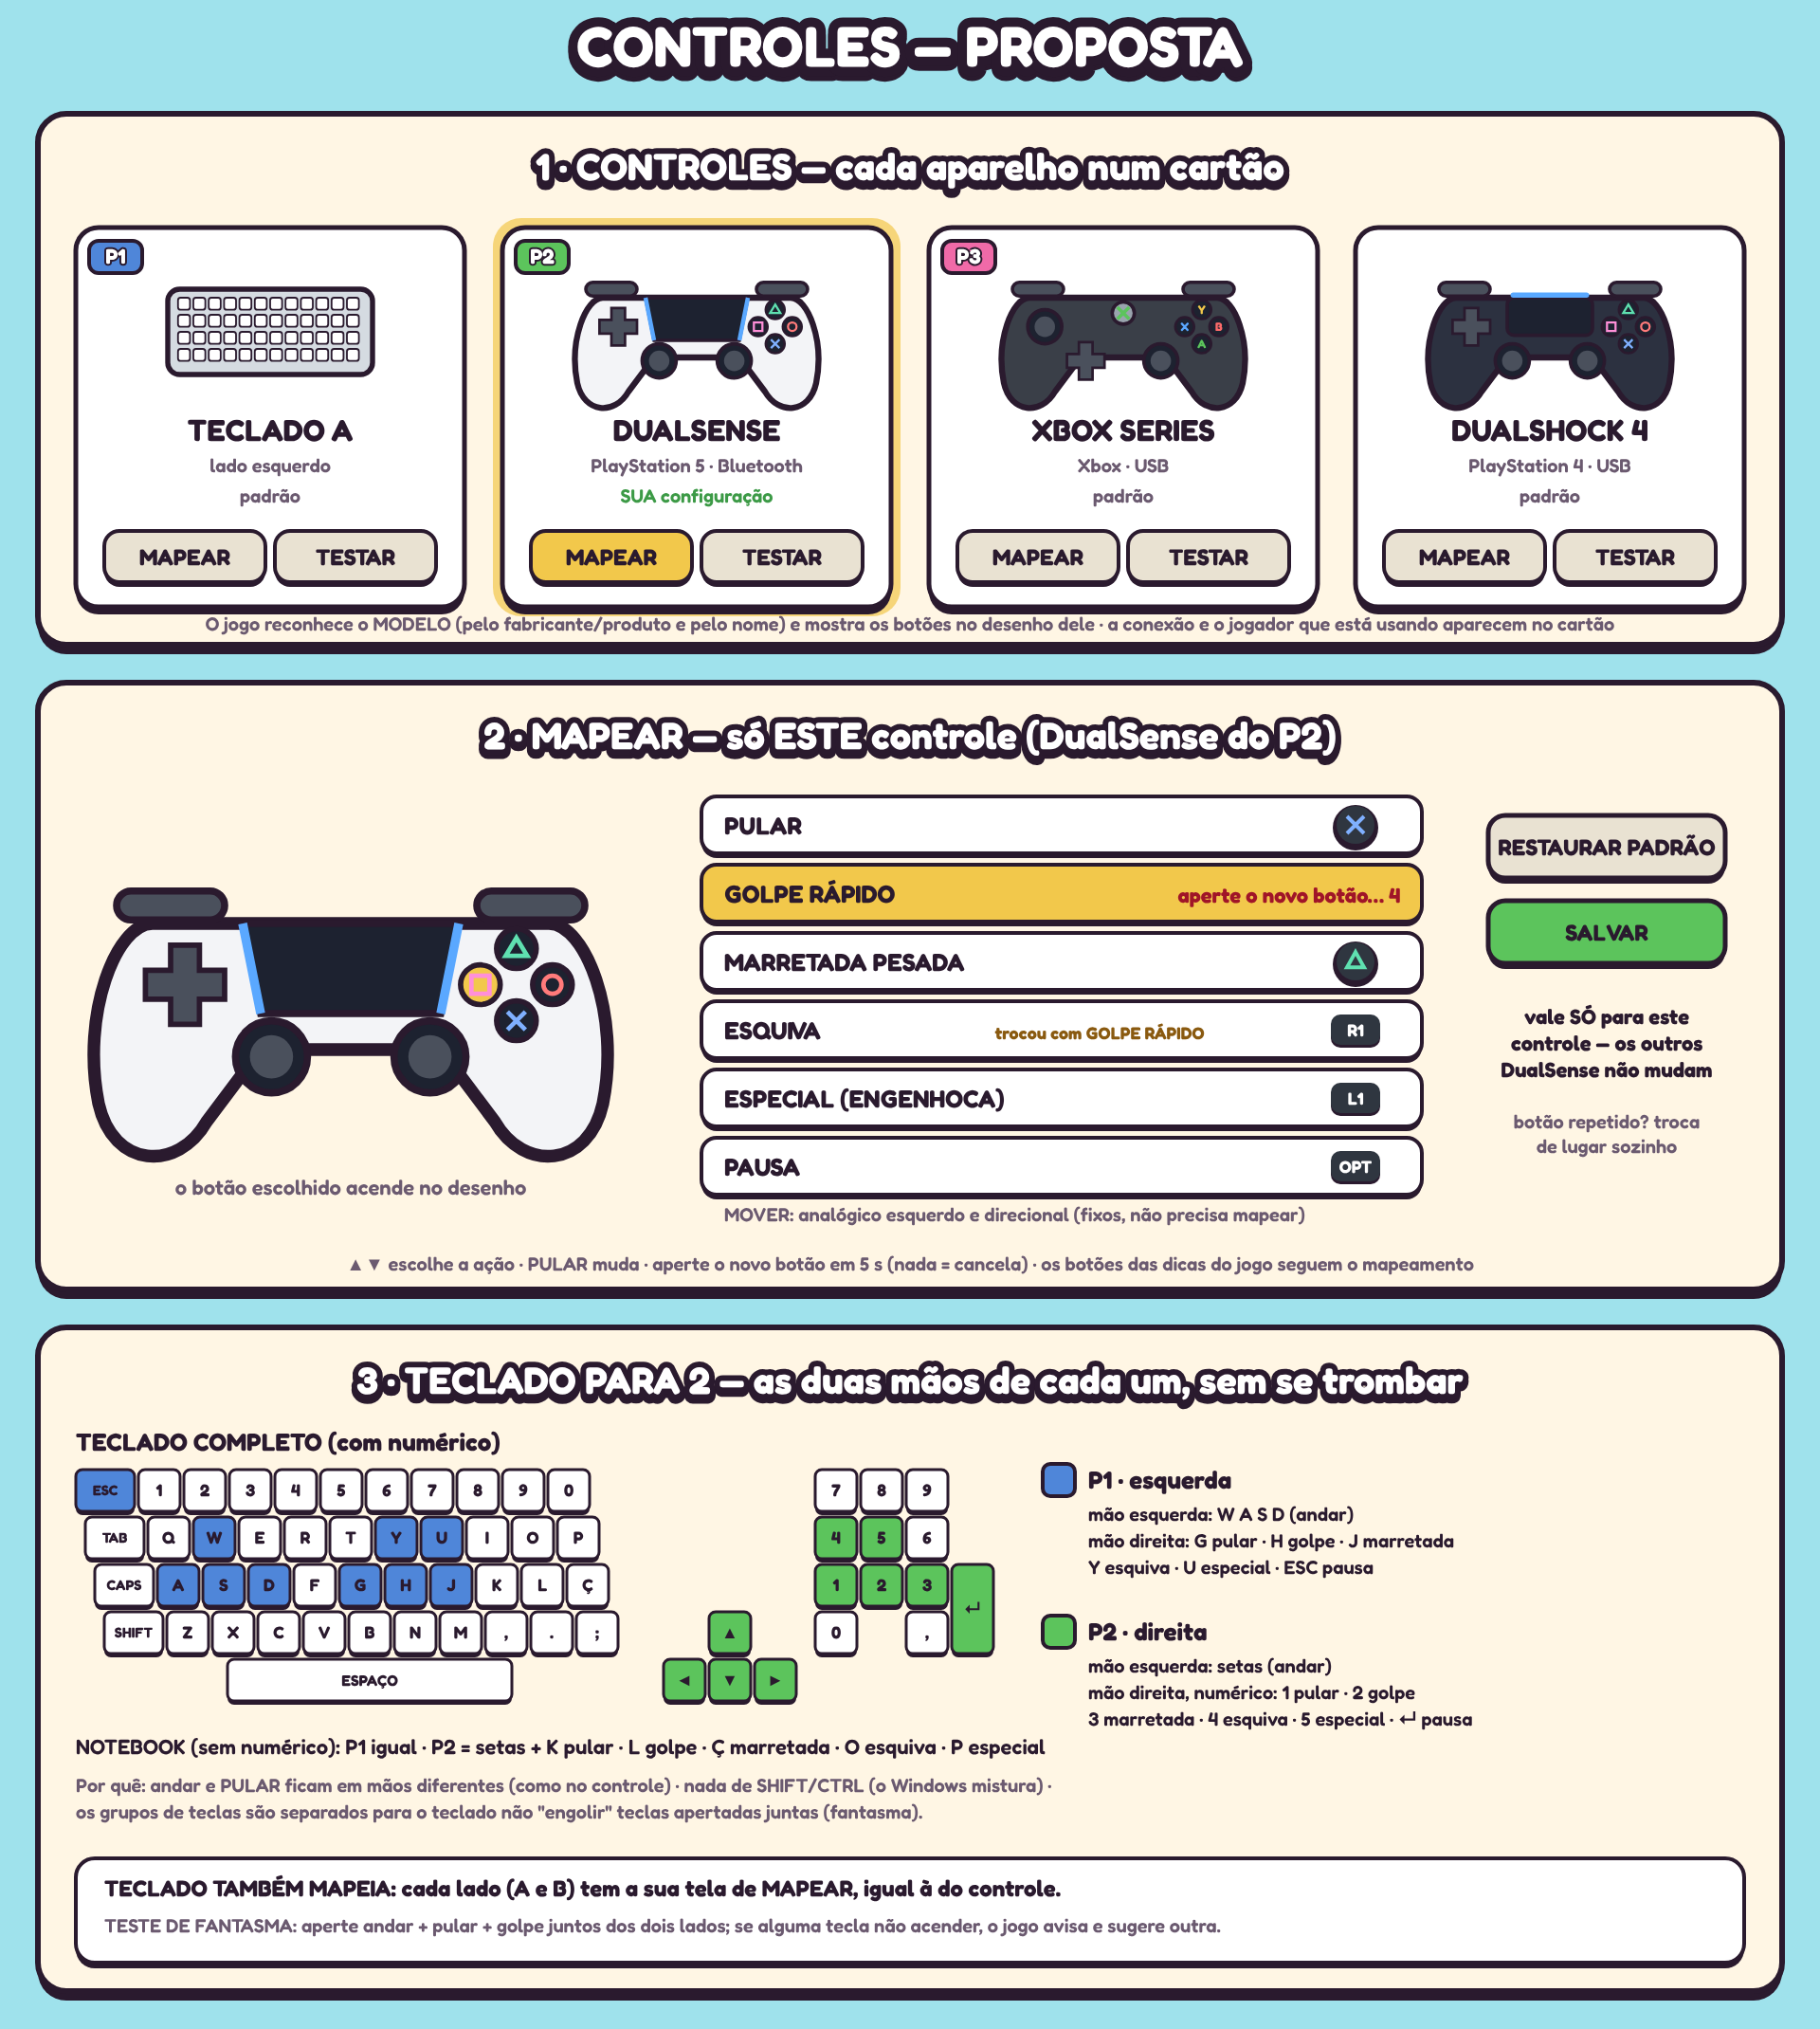 CONTROLES – PROPOSTA
1 · CONTROLES – cada aparelho num cartão
P1
TECLADO A
lado esquerdo
padrão
MAPEAR TESTAR
P2
DUALSENSE
PlayStation 5 · Bluetooth
SUA configuração
MAPEAR TESTAR
P3
Y
X B
A
XBOX SERIES
Xbox · USB
padrão
MAPEAR TESTAR
DUALSHOCK 4
PlayStation 4 · USB
padrão
MAPEAR TESTAR
O jogo reconhece o MODELO (pelo fabricante/produto e pelo nome) e mostra os botões no desenho dele · a conexão e o jogador que está usando aparecem no cartão
2 · MAPEAR – só ESTE controle (DualSense do P2)
o botão escolhido acende no desenho
PULAR
GOLPE RÁPIDO aperte o novo botão... 4
MARRETADA PESADA
ESQUIVA trocou com GOLPE RÁPIDO R1
ESPECIAL (ENGENHOCA) L1
PAUSA OPT
MOVER: analógico esquerdo e direcional (fixos, não precisa mapear)
RESTAURAR PADRÃO
SALVAR
vale SÓ para este
controle – os outros
DualSense não mudam
botão repetido? troca
de lugar sozinho
▲ ▼ escolhe a ação · PULAR muda · aperte o novo botão em 5 s (nada = cancela) · os botões das dicas do jogo seguem o mapeamento
3 · TECLADO PARA 2 – as duas mãos de cada um, sem se trombar
TECLADO COMPLETO (com numérico)
ESC 1 2 3 4 5 6 7 8 9 0
TAB Q W E R T Y U I O P
CAPS A S D F G H J K L Ç
SHIFT Z X C V B N M , . ;
ESPAÇO
▲
◄ ▼ ►
7 8 9
4 5 6
1 2 3 ↵
0 ,
P1 · esquerda
mão esquerda: W A S D (andar)
mão direita: G pular · H golpe · J marretada
Y esquiva · U especial · ESC pausa
P2 · direita
mão esquerda: setas (andar)
mão direita, numérico: 1 pular · 2 golpe
3 marretada · 4 esquiva · 5 especial · ↵ pausa
NOTEBOOK (sem numérico): P1 igual · P2 = setas + K pular · L golpe · Ç marretada · O esquiva · P especial
Por quê: andar e PULAR ficam em mãos diferentes (como no controle) · nada de SHIFT/CTRL (o Windows mistura) ·
os grupos de teclas são separados para o teclado não "engolir" teclas apertadas juntas (fantasma).
TECLADO TAMBÉM MAPEIA: cada lado (A e B) tem a sua tela de MAPEAR, igual à do controle.
TESTE DE FANTASMA: aperte andar + pular + golpe juntos dos dois lados; se alguma tecla não acender, o jogo avisa e sugere outra.